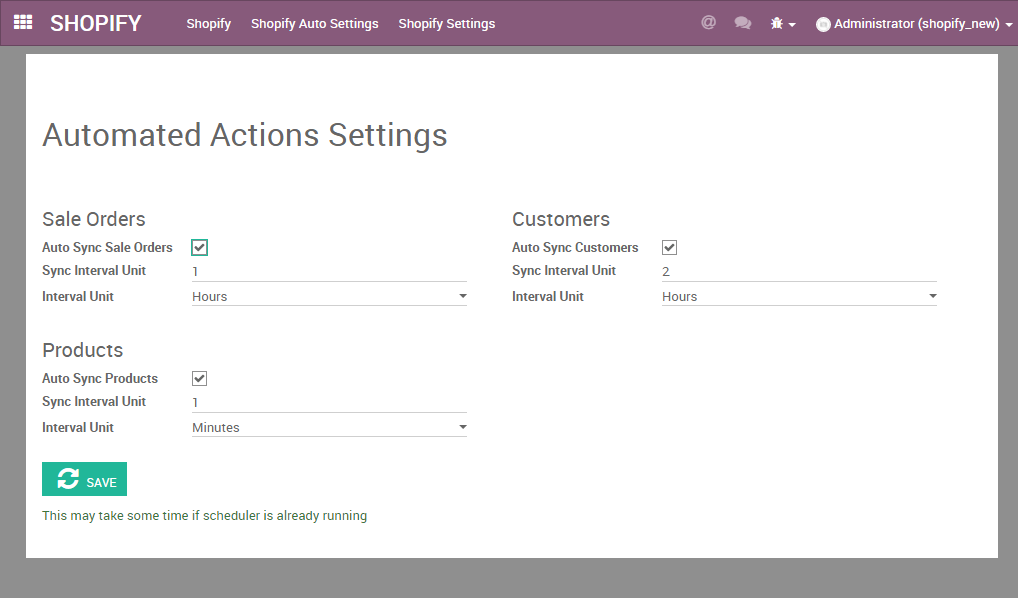 SHOPIFY Shopify Shopify Auto Settings Shopify Settings @ Administrator (shopify_new)
Automated Actions Settings
Sale Orders
Auto Sync Sale Orders
Sync Interval Unit 1
Interval Unit Hours
Customers
Auto Sync Customers
Sync Interval Unit 2
Interval Unit Hours
Products
Auto Sync Products
Sync Interval Unit 1
Interval Unit Minutes
SAVE
This may take some time if scheduler is already running